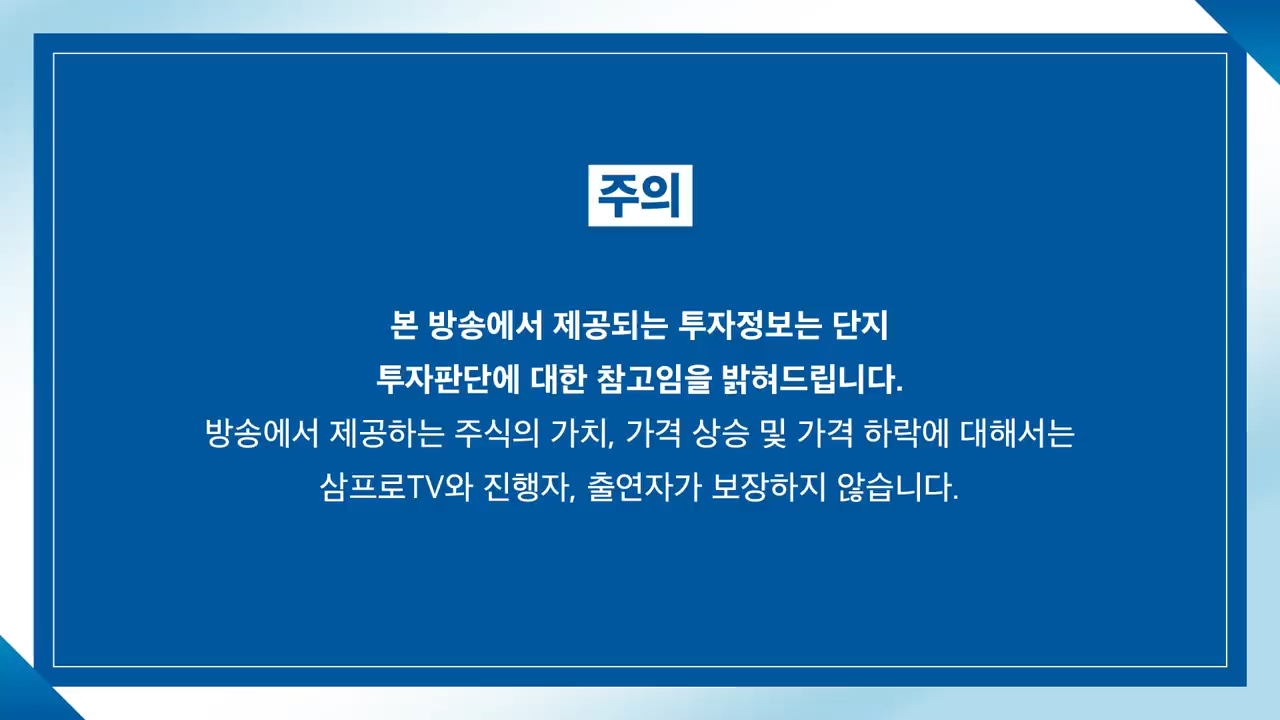 주의
본 방송에서 제공되는 투자정보는 단지
투자판단에 대한 참고임을 밝혀드립니다.
방송에서 제공하는 주식의 가치, 가격 상승 및 가격 하락에 대해서는
삼프로TV와 진행자, 출연자가 보장하지 않습니다.